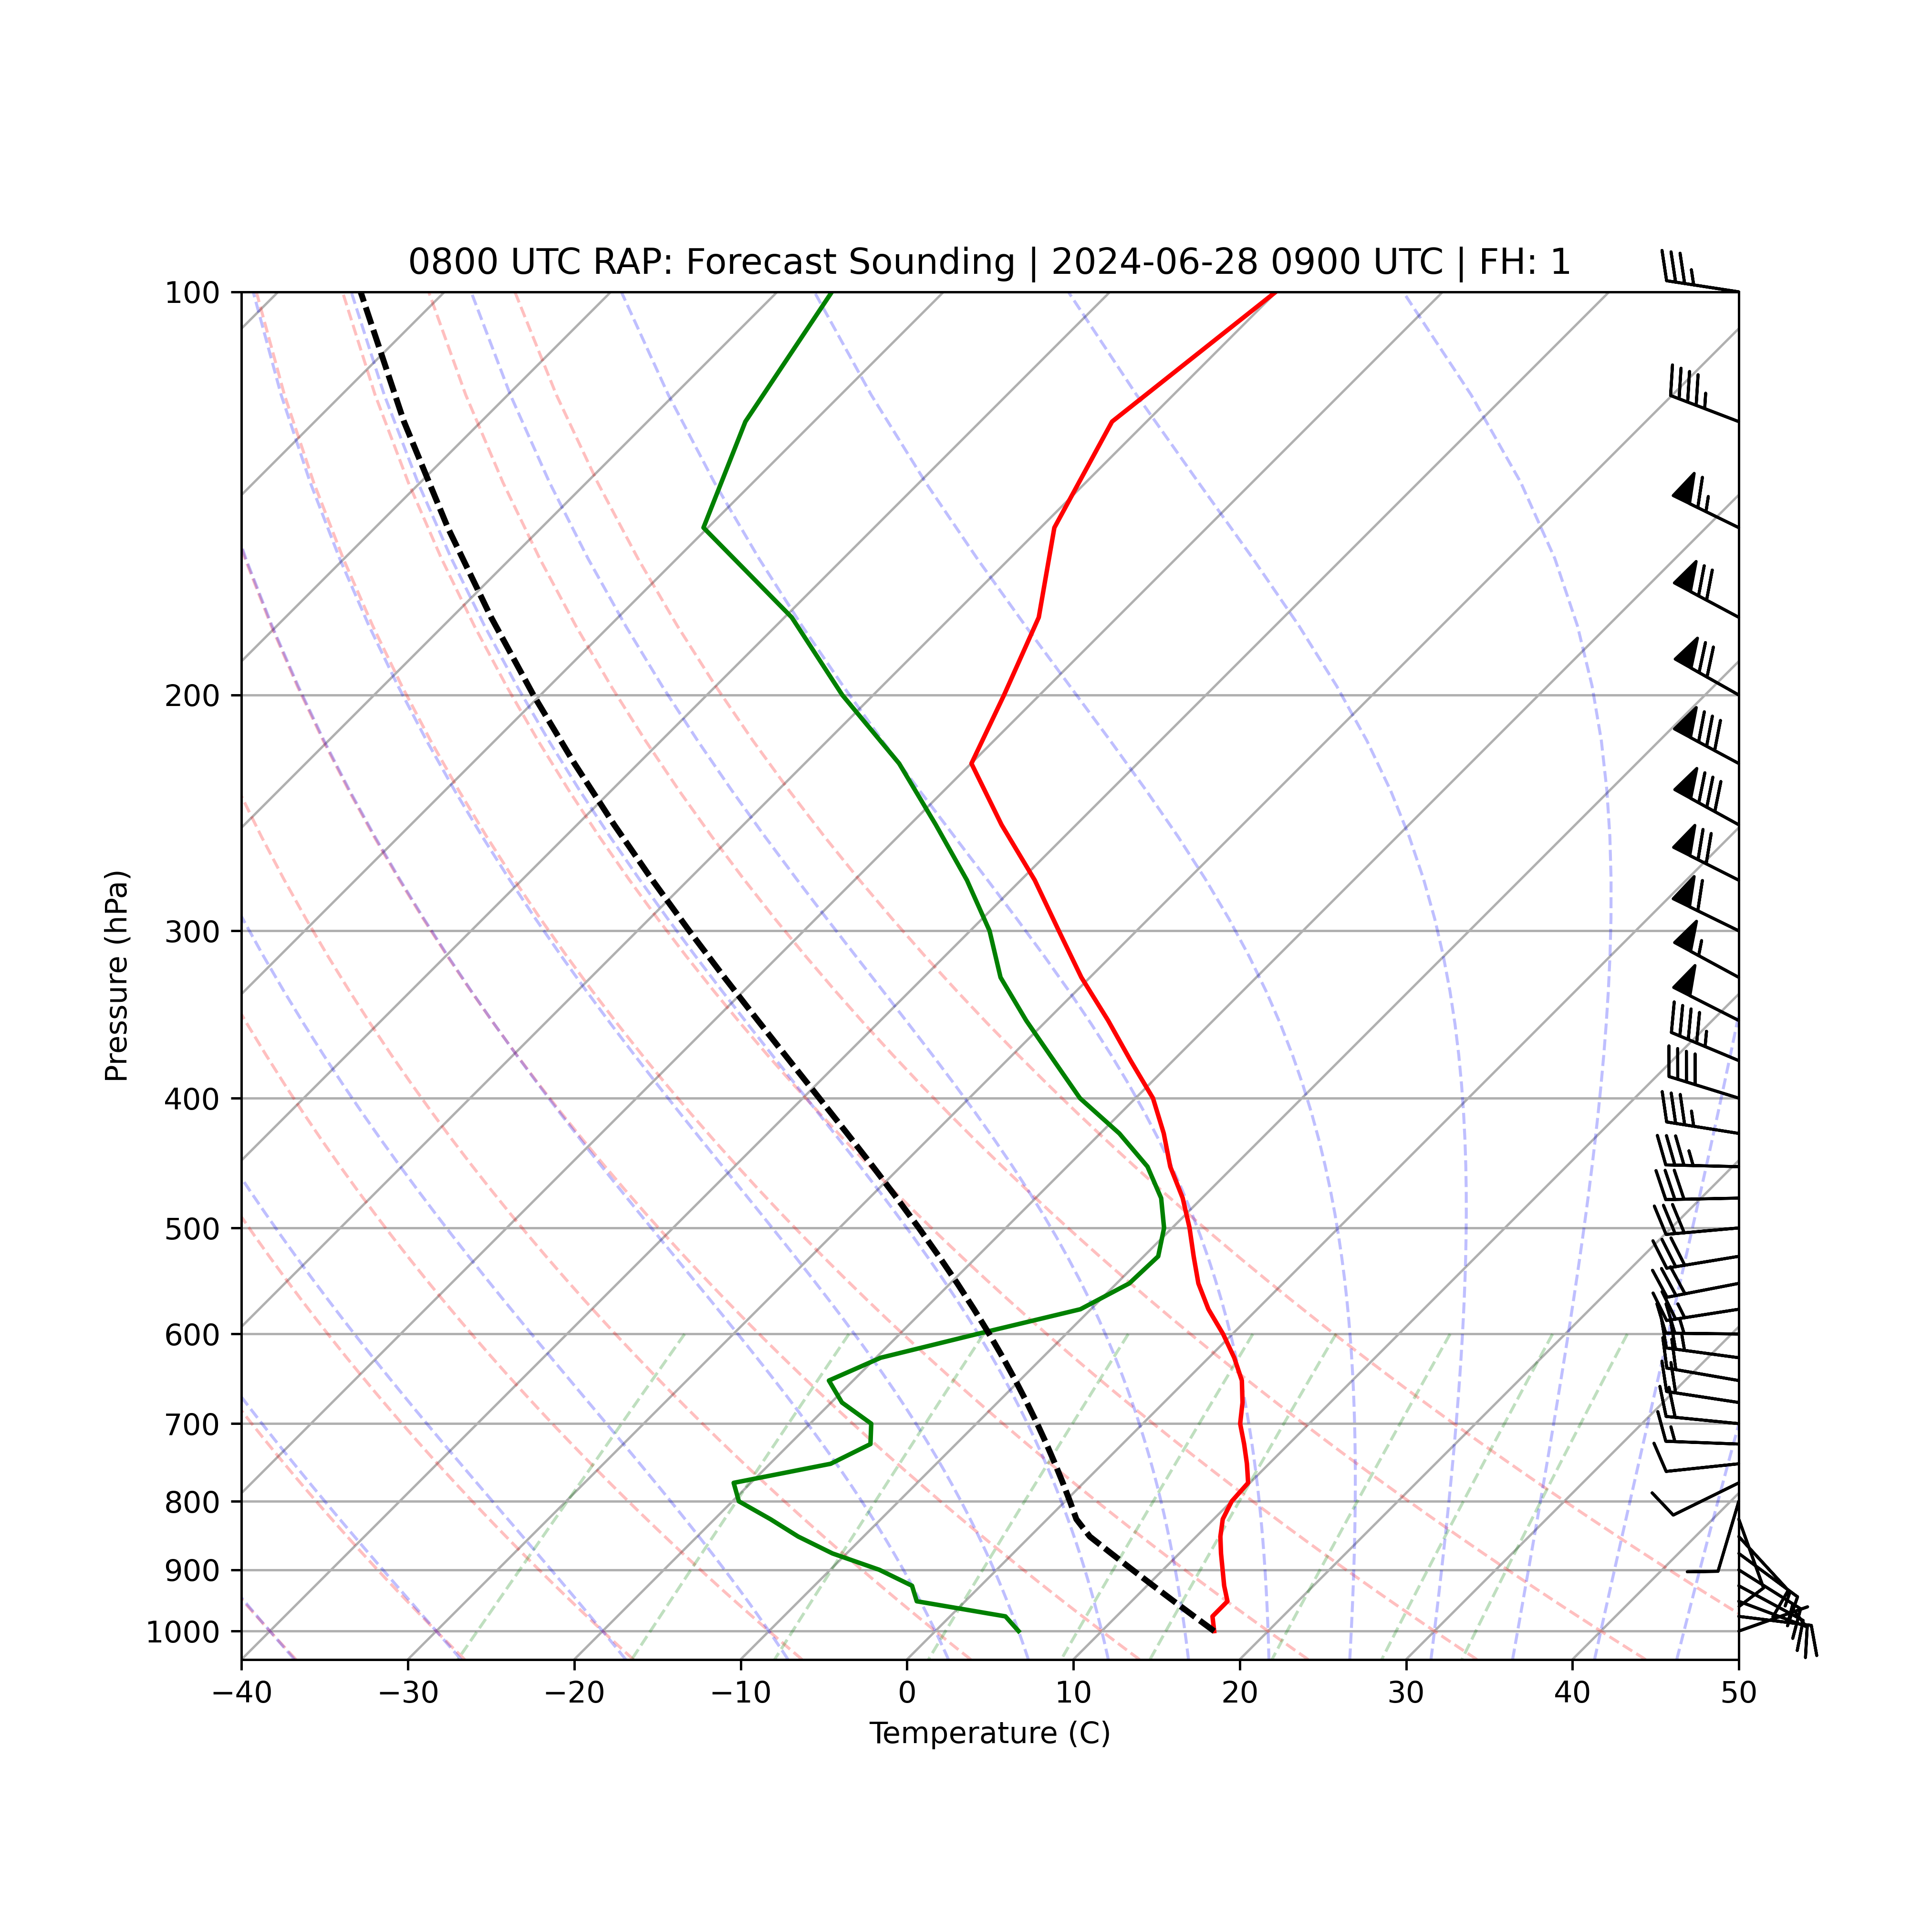 0800 UTC RAP: Forecast Sounding | 2024-06-28 0900 UTC | FH: 1
100
200
300
400
500
600
700
800
900
1000
Pressure (hPa)
−40 −30 −20 −10 0 10 20 30 40 50
Temperature (C)